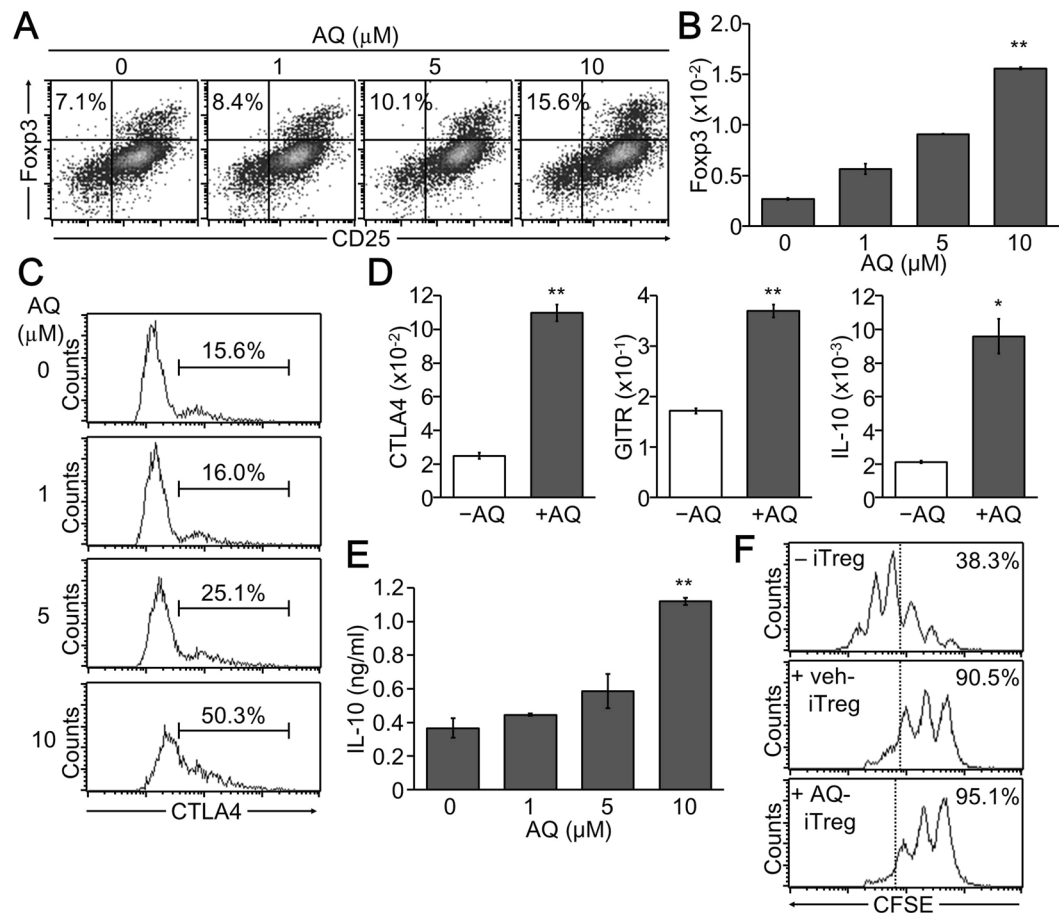 A
AQ (μM)
0 1 5 10
7.1% 8.4% 10.1% 15.6%
Foxp3
CD25
B
Foxp3 (x10-2)
2.0
1.5
1.0
0.5
0
**
0 1 5 10
AQ (μM)
C
AQ
(μM)
0
Counts
15.6%
1
Counts
16.0%
5
Counts
25.1%
10
Counts
50.3%
CTLA4
D
CTLA4 (x10-2)
12
10
8
6
4
2
0
**
−AQ +AQ
GITR (x10-1)
4
3
2
1
0
**
−AQ +AQ
IL-10 (x10-3)
12
10
8
6
4
2
0
*
−AQ +AQ
E
IL-10 (ng/ml)
1.2
1.0
0.8
0.6
0.4
0.2
0
**
0 1 5 10
AQ (μM)
F
− iTreg 38.3%
Counts
+ veh- 90.5%
iTreg
Counts
+ AQ- 95.1%
iTreg
Counts
CFSE